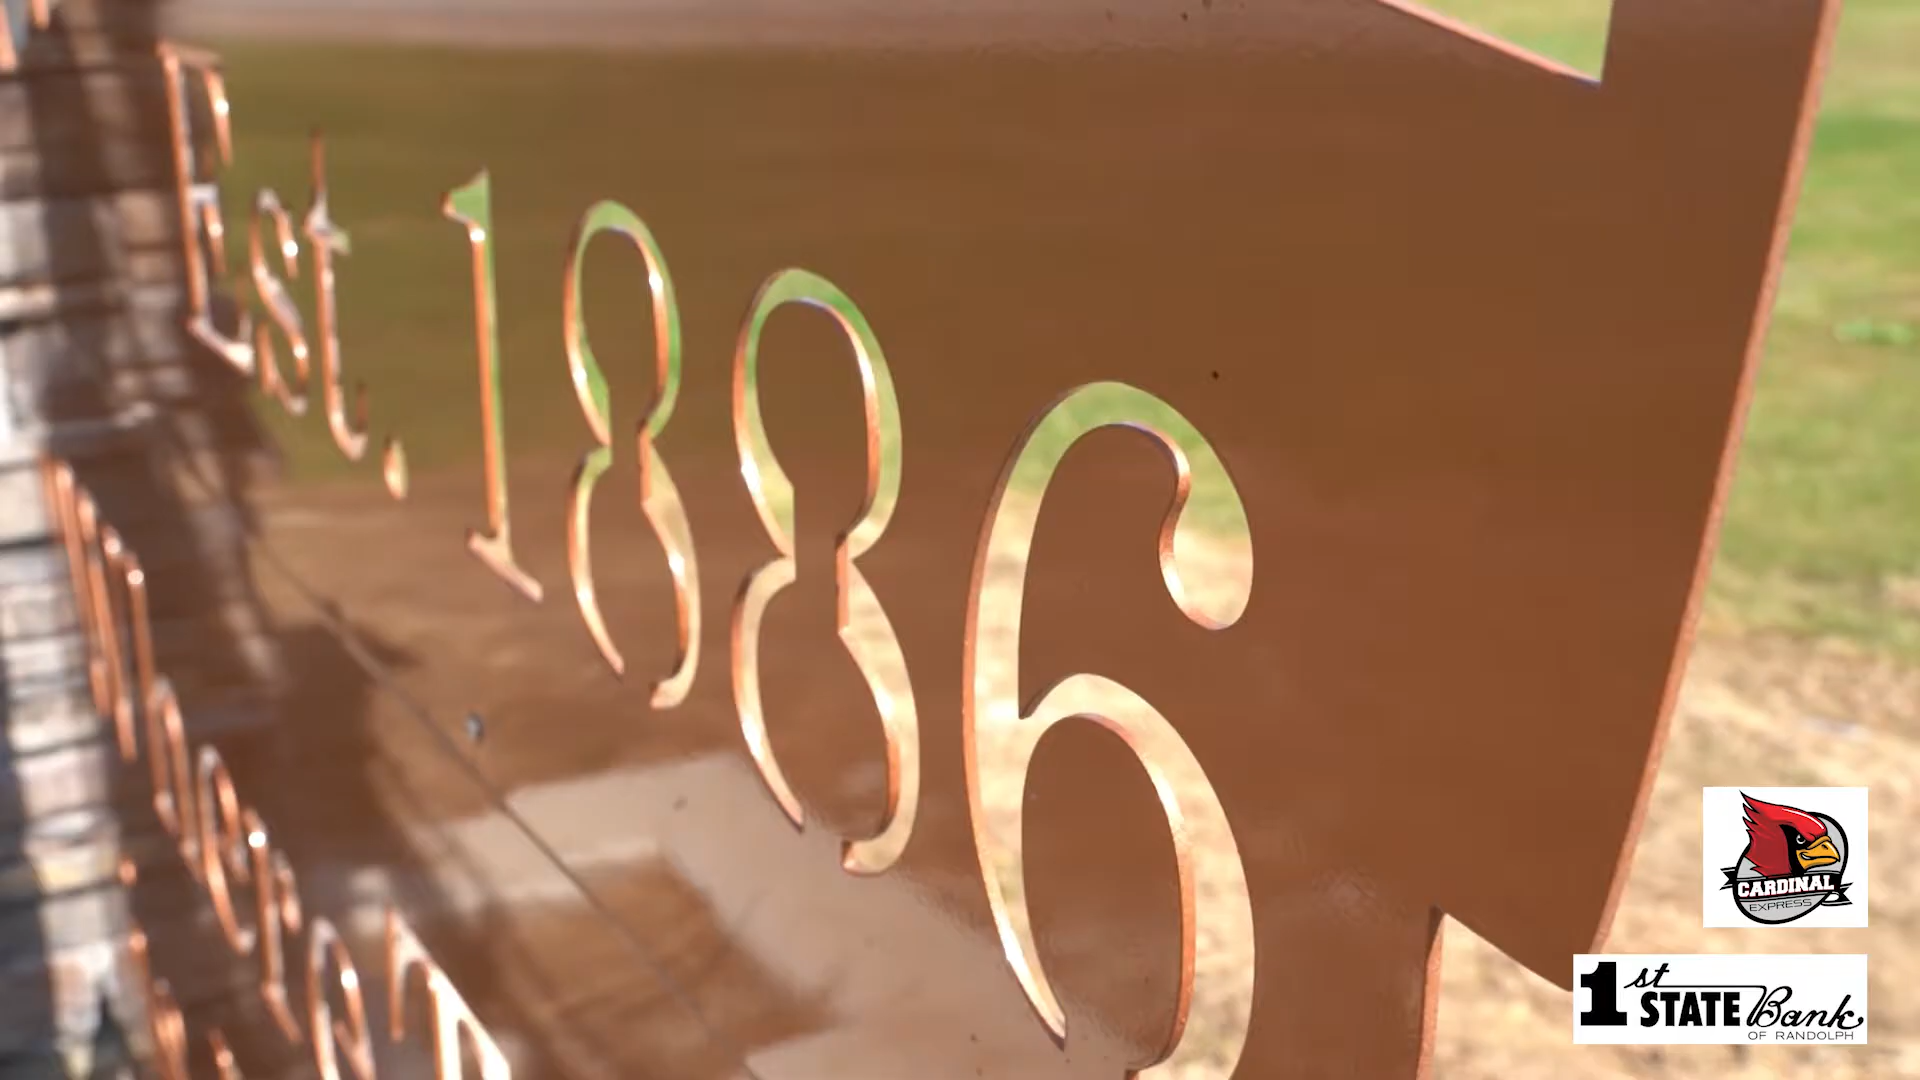 Est. 1886
CARDINAL
EXPRESS
1st STATE Bank
OF RANDOLPH